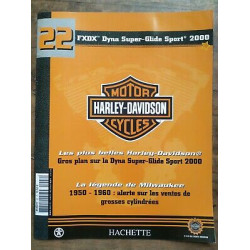 22
FXDX™ Dyna Super-Glide Sport® 2000
MOTOR
HARLEY-DAVIDSON
CYCLES
Les plus belles Harley-Davidson®
Gros plan sur la Dyna Super-Glide Sport 2000
La légende de Milwaukee
1950 - 1960 : alerte sur les ventes de
grosses cylindrées
HACHETTE